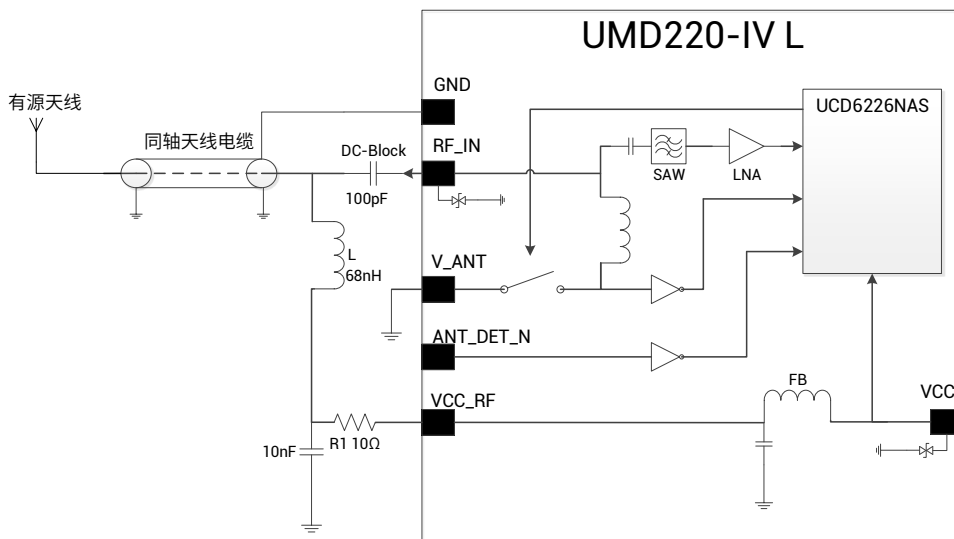 UMD220-IV L
GND
UCD6226NAS
有源天线
同轴天线电缆
DC-Block
RF_IN
100pF
SAW
LNA
L
68nH
V_ANT
ANT_DET_N
FB
VCC_RF
VCC
10nF
R1 10Ω